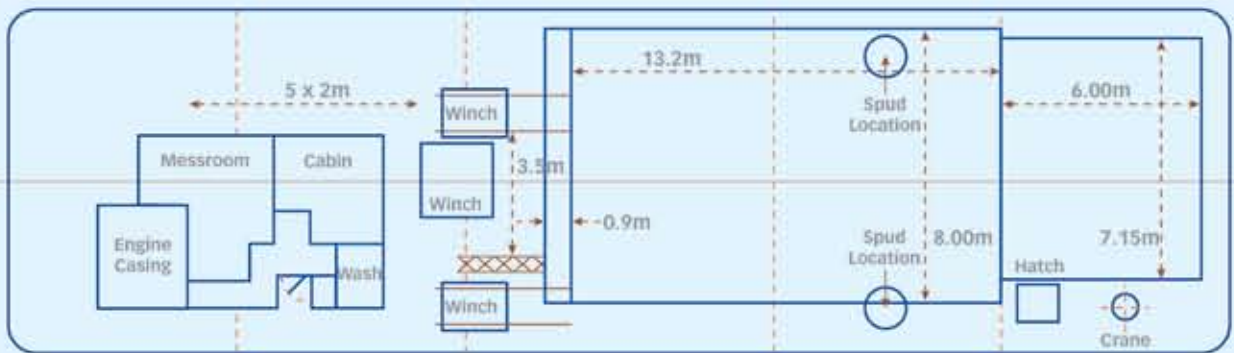 5 x 2m
Messroom
Cabin
Engine
Casing
Wash
Winch
Winch
Winch
3.5m
0.9m
13.2m
Spud
Location
Spud
Location
8.00m
6.00m
7.15m
Hatch
Crane